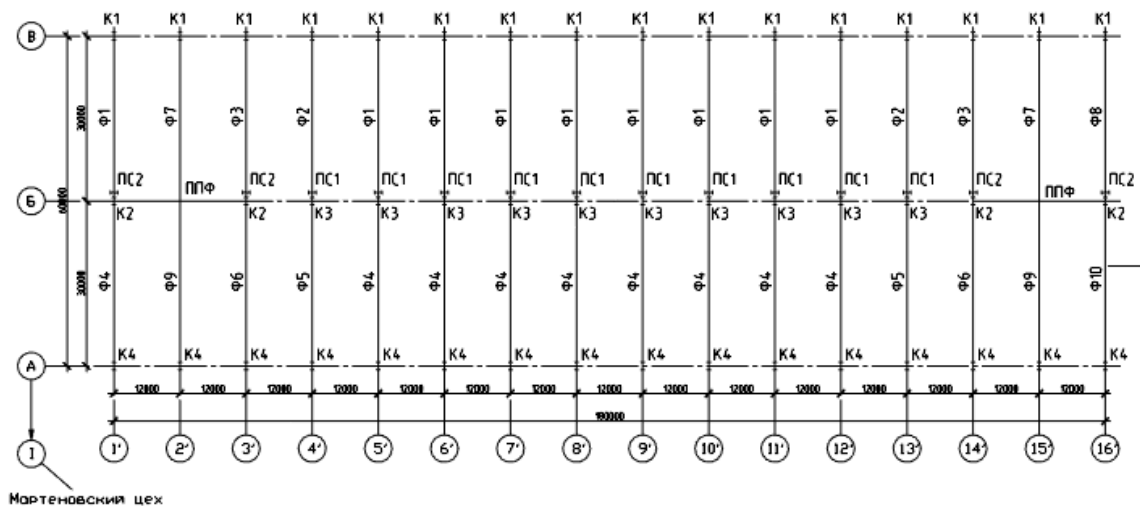 К1 К1 К1 К1 К1 К1 К1 К1 К1 К1 К1 К1 К1 К1 К1 К1
В
30000
Ф1 Ф7 Ф3 Ф2 Ф1 Ф1 Ф1 Ф1 Ф1 Ф1 Ф1 Ф1 Ф2 Ф3 Ф7 Ф8
ПС2 ППФ ПС2 ПС1 ПС1 ПС1 ПС1 ПС1 ПС1 ПС1 ПС1 ПС1 ПС1 ПС2 ППФ ПС2
Б
60000
К2 К2 К3 К3 К3 К3 К3 К3 К3 К3 К3 К3 К2 К2
30000
Ф4 Ф9 Ф6 Ф5 Ф4 Ф4 Ф4 Ф4 Ф4 Ф4 Ф4 Ф4 Ф5 Ф6 Ф9 Ф10
К4 К4 К4 К4 К4 К4 К4 К4 К4 К4 К4 К4 К4 К4 К4 К4
А
12000 12000 12000 12000 12000 12000 12000 12000 12000 12000 12000 12000 12000 12000 12000
180000
I 1' 2' 3' 4' 5' 6' 7' 8' 9' 10' 11' 12' 13' 14' 15' 16'
Мартеновский цех